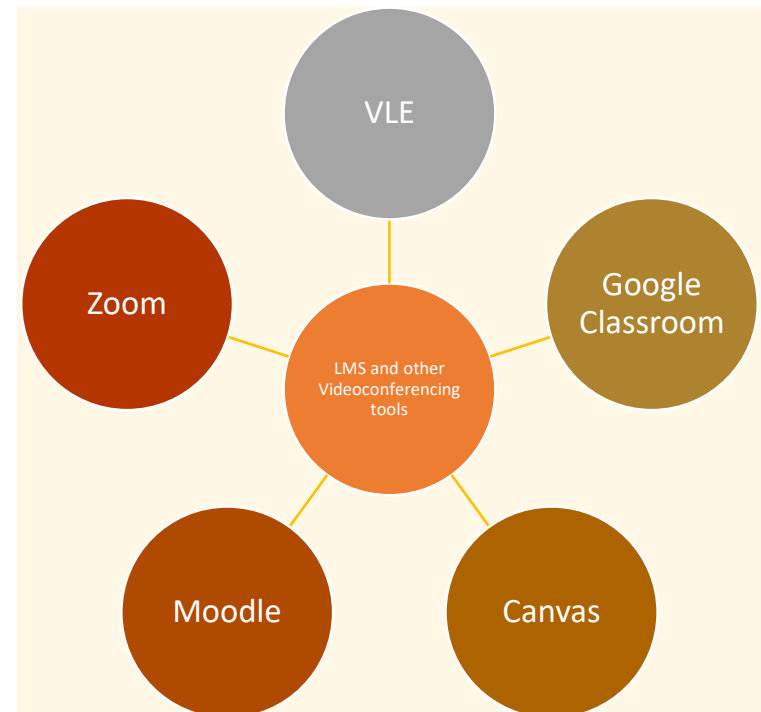 VLE
Google
Classroom
Zoom
LMS and other
Videoconferencing
tools
Moodle
Canvas